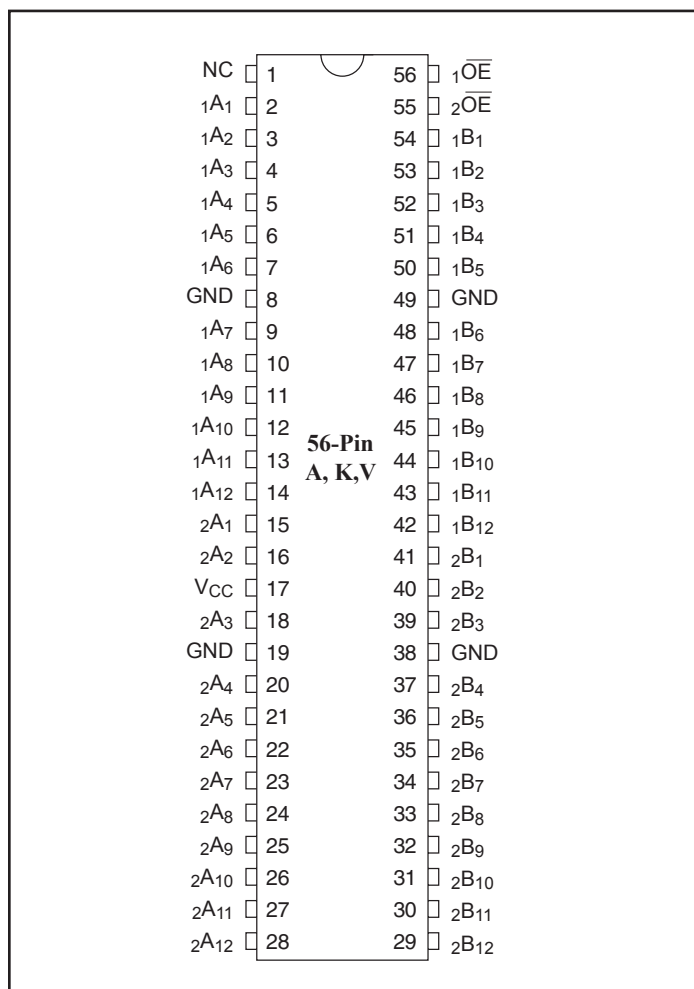 NC 1 56 1OE
1A1 2 55 2OE
1A2 3 54 1B1
1A3 4 53 1B2
1A4 5 52 1B3
1A5 6 51 1B4
1A6 7 50 1B5
GND 8 49 GND
1A7 9 48 1B6
1A8 10 47 1B7
1A9 11 46 1B8
1A10 12 45 1B9
56-Pin
1A11 13 44 1B10
A, K,V
1A12 14 43 1B11
2A1 15 42 1B12
2A2 16 41 2B1
VCC 17 40 2B2
2A3 18 39 2B3
GND 19 38 GND
2A4 20 37 2B4
2A5 21 36 2B5
2A6 22 35 2B6
2A7 23 34 2B7
2A8 24 33 2B8
2A9 25 32 2B9
2A10 26 31 2B10
2A11 27 30 2B11
2A12 28 29 2B12